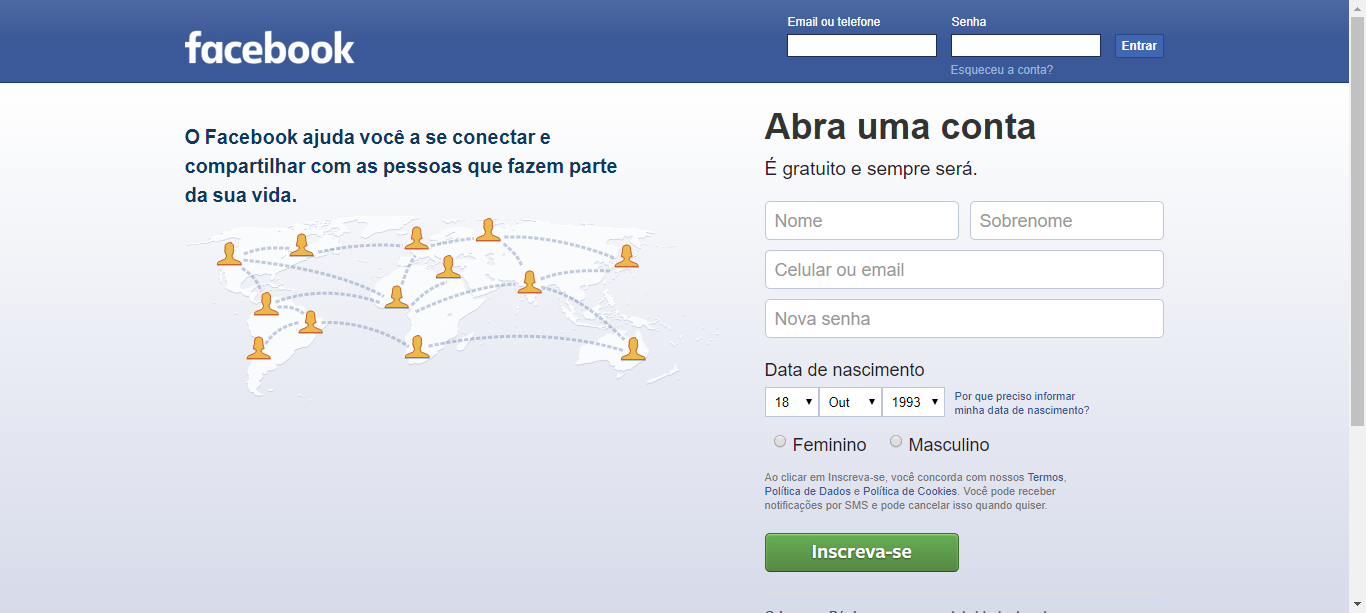 facebook
Email ou telefone
Senha
Entrar
Esqueceu a conta?
O Facebook ajuda você a se conectar e
compartilhar com as pessoas que fazem parte
da sua vida.
Abra uma conta
É gratuito e sempre será.
Nome
Sobrenome
Celular ou email
Nova senha
Data de nascimento
18 Out 1993
Por que preciso informar
minha data de nascimento?
Feminino Masculino
Ao clicar em Inscreva-se, você concorda com nossos Termos,
Política de Dados e Política de Cookies. Você pode receber
notificações por SMS e pode cancelar isso quando quiser.
Inscreva-se